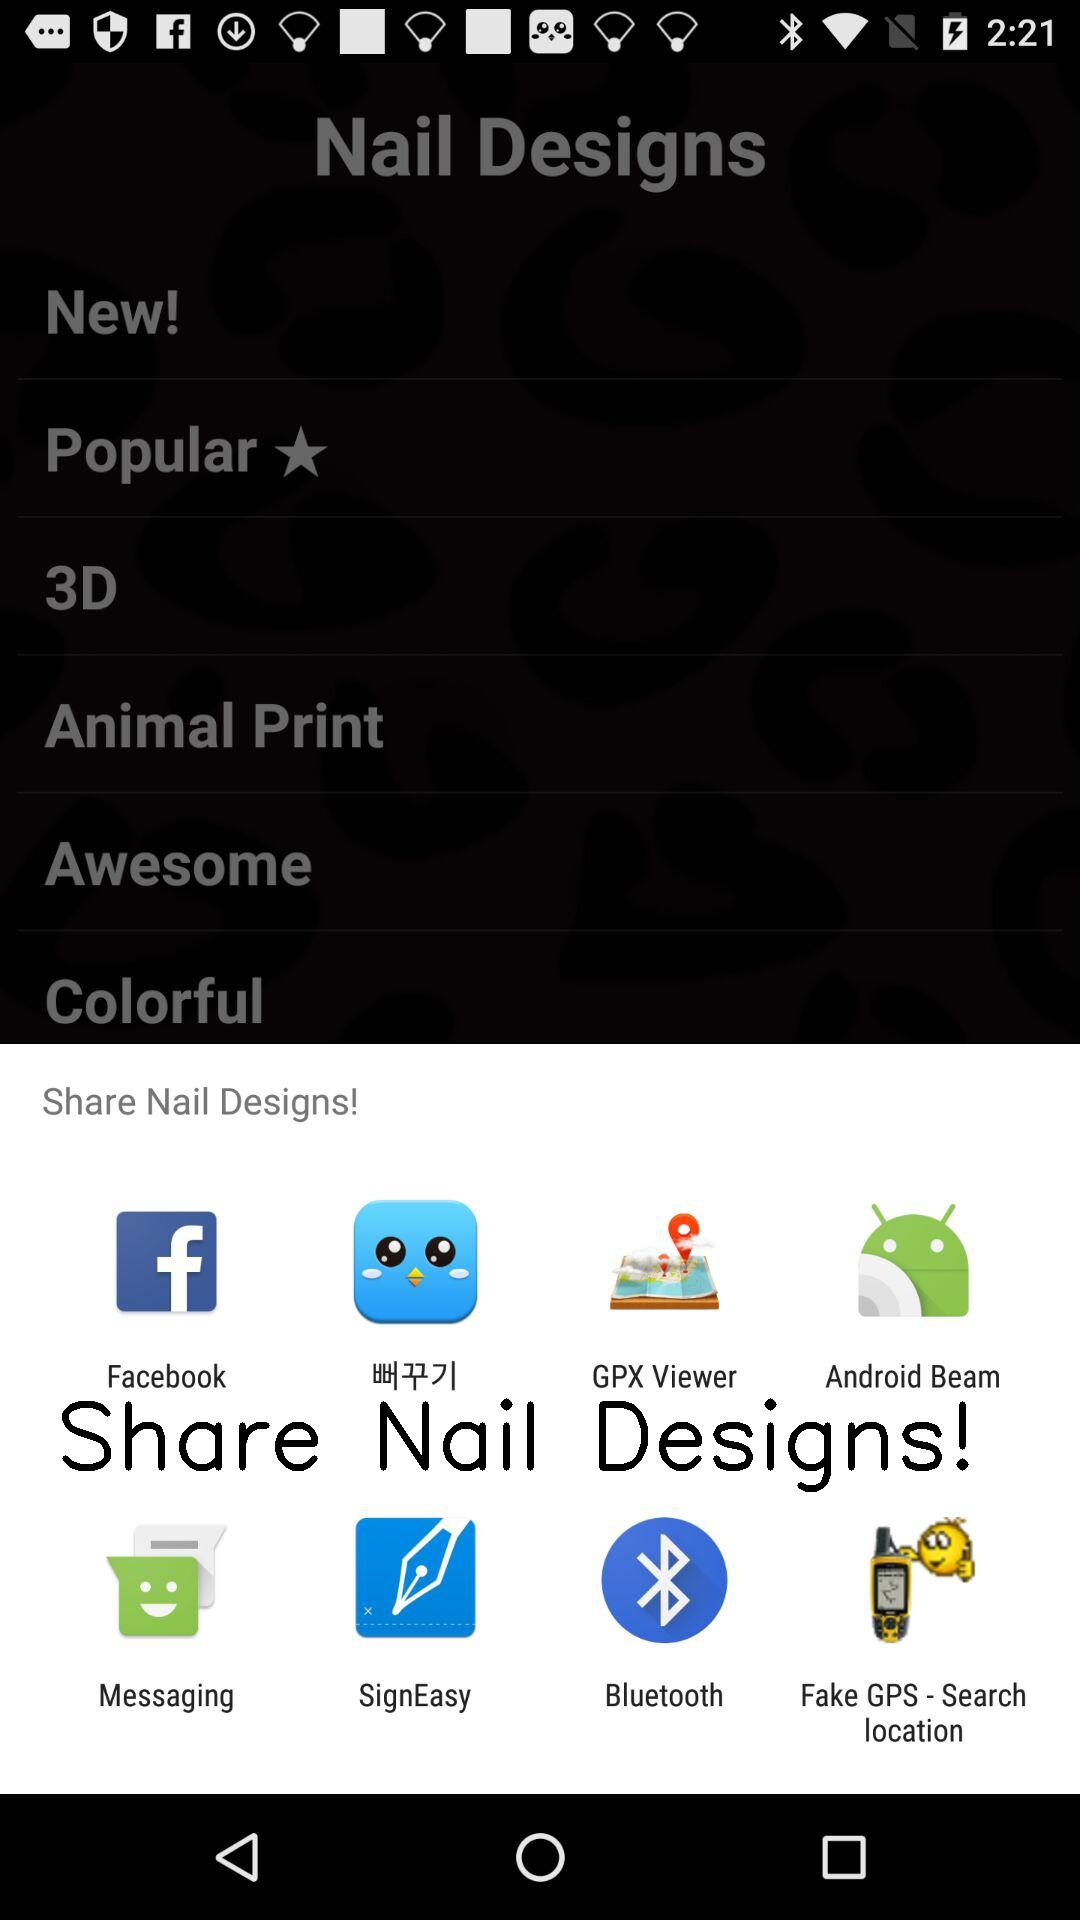 2:21
Nail Designs
New!
Popular ★
3D
Animal Print
Awesome
Colorful
Share Nail Designs!
Facebook
뻐꾸기
GPX Viewer
Android Beam
Share Nail Designs!
Messaging
SignEasy
Bluetooth
Fake GPS - Search
location